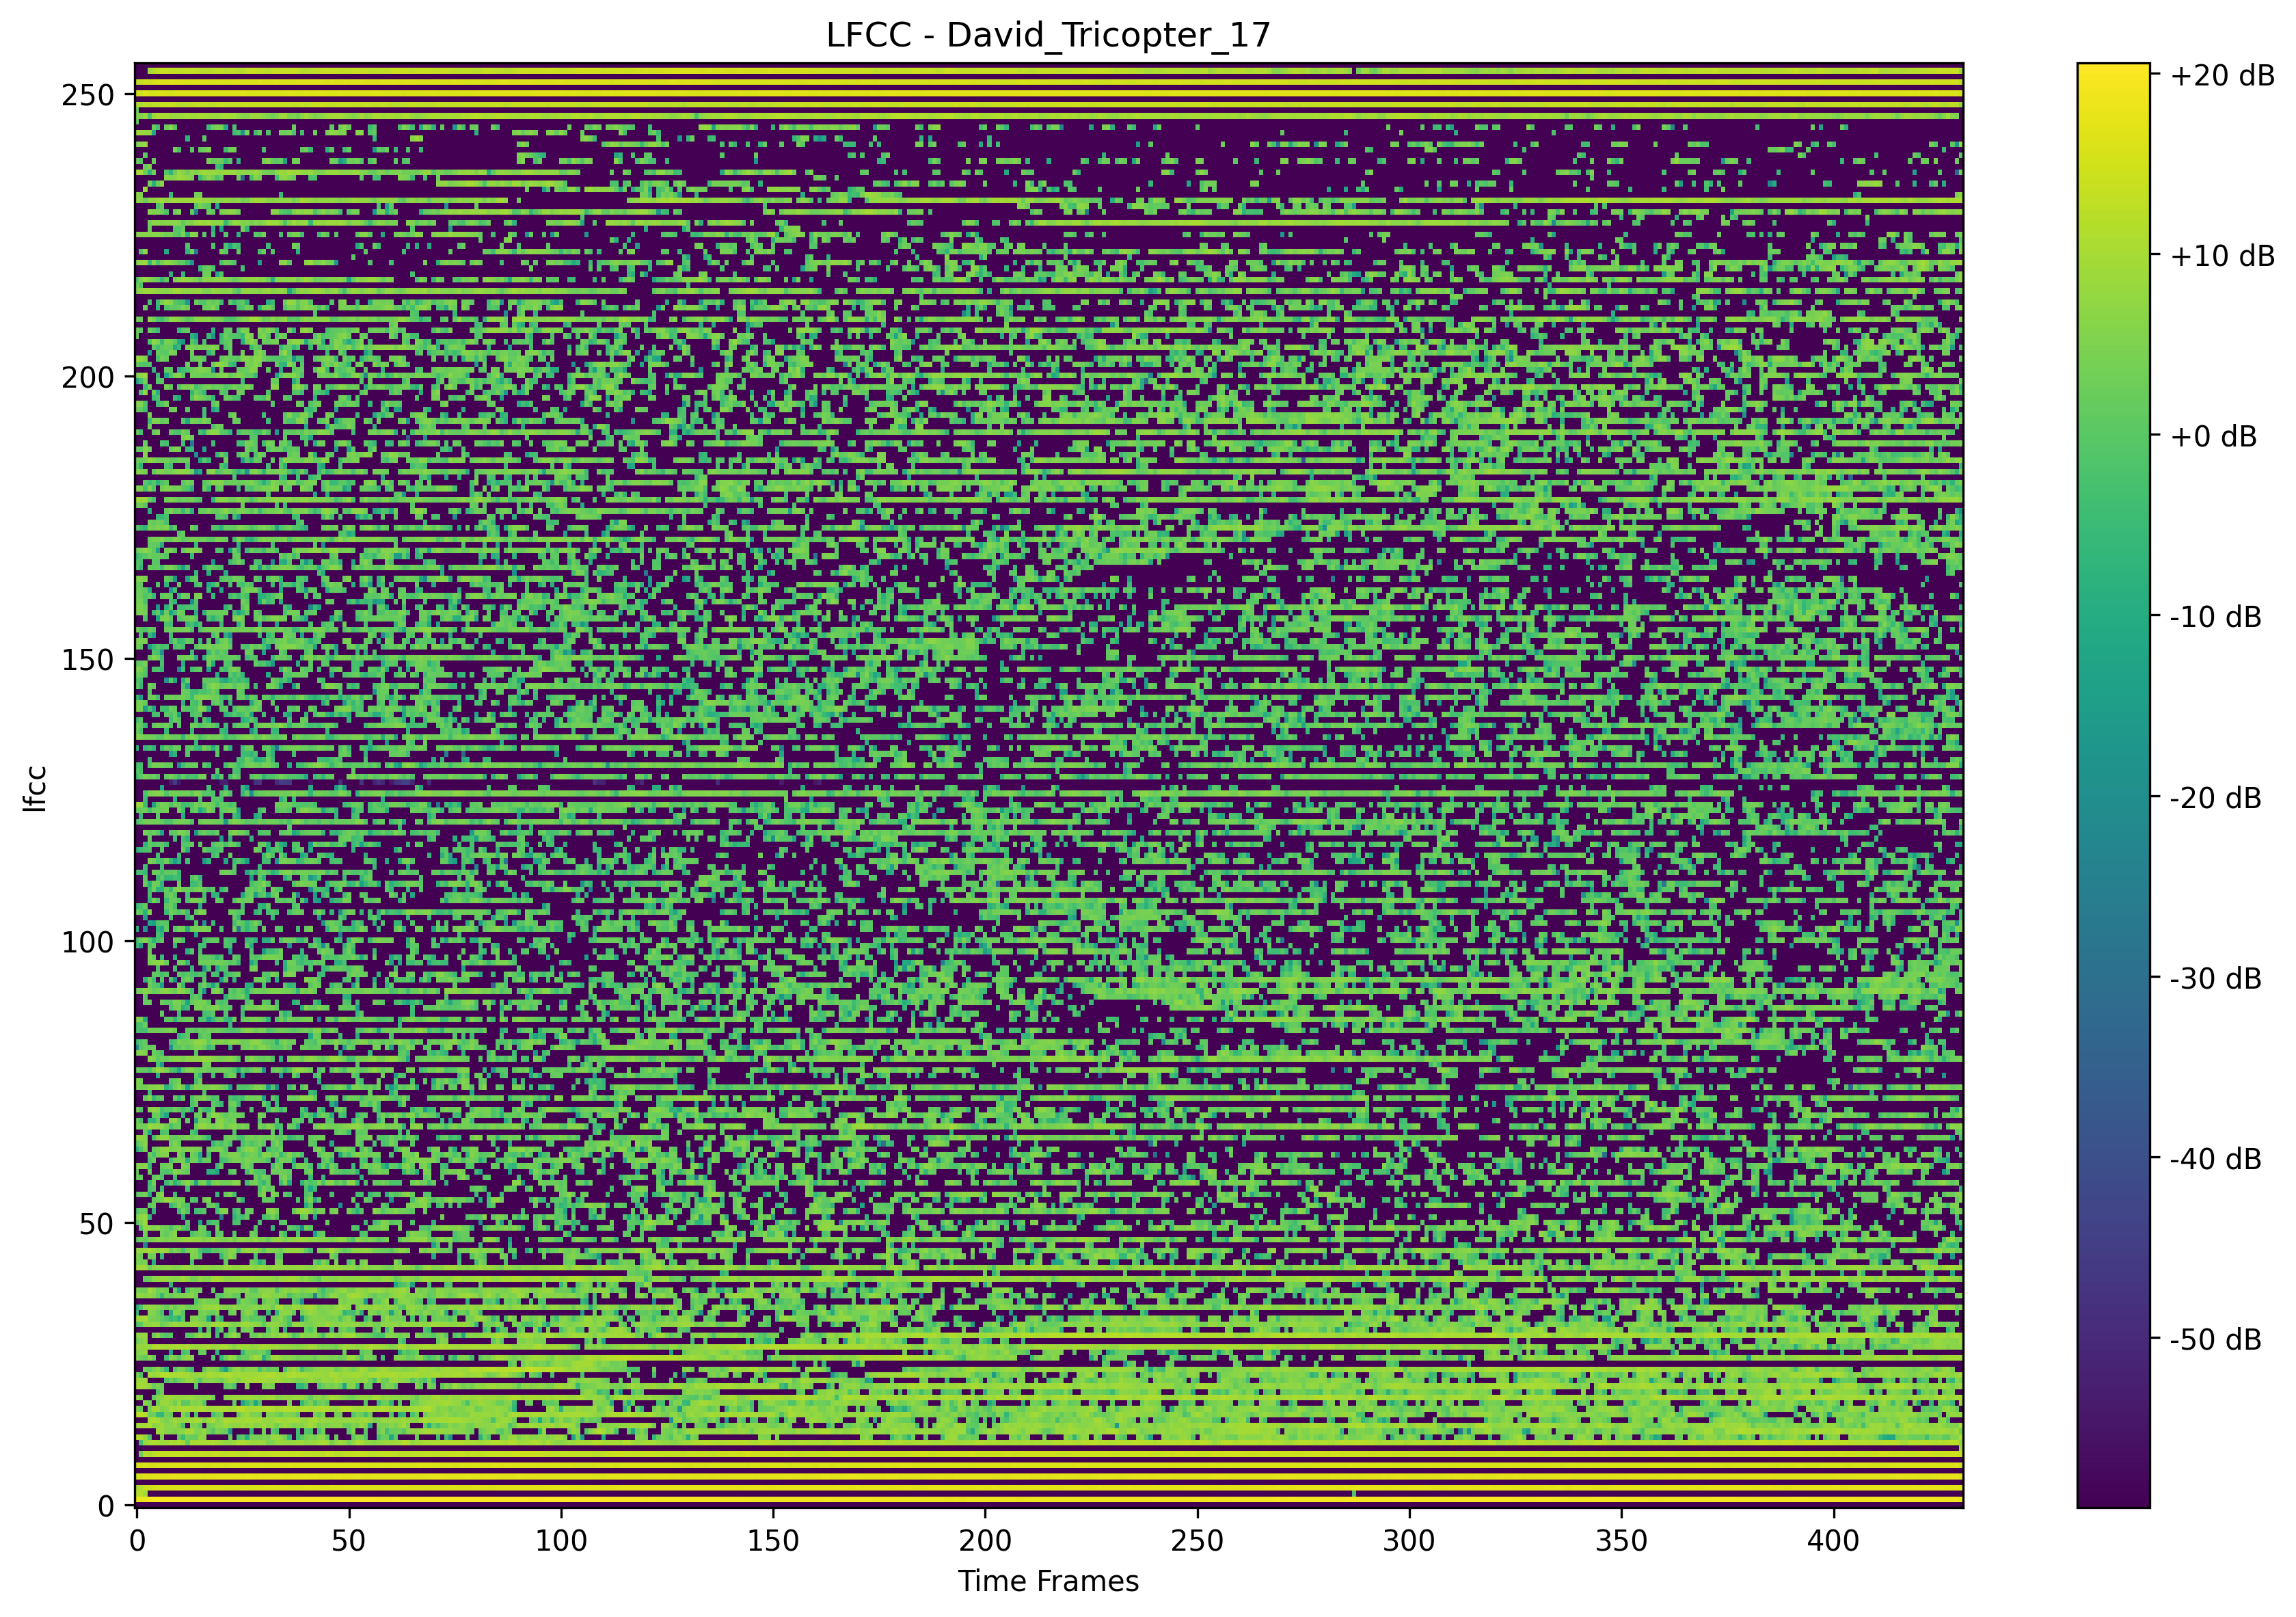 LFCC - David_Tricopter_17
250
200
150
100
50
0
lfcc
0 50 100 150 200 250 300 350 400
Time Frames
+20 dB
+10 dB
+0 dB
-10 dB
-20 dB
-30 dB
-40 dB
-50 dB